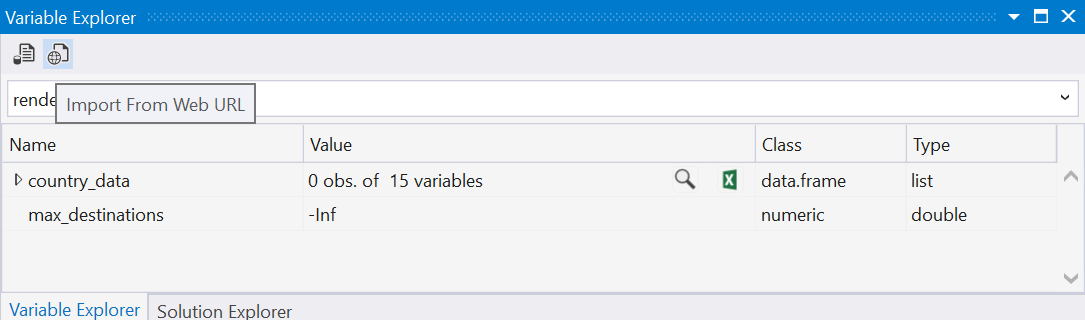 Variable Explorer
rende
Import From Web URL
Name Value Class Type
country_data 0 obs. of 15 variables data.frame list
max_destinations -Inf numeric double
Variable Explorer Solution Explorer